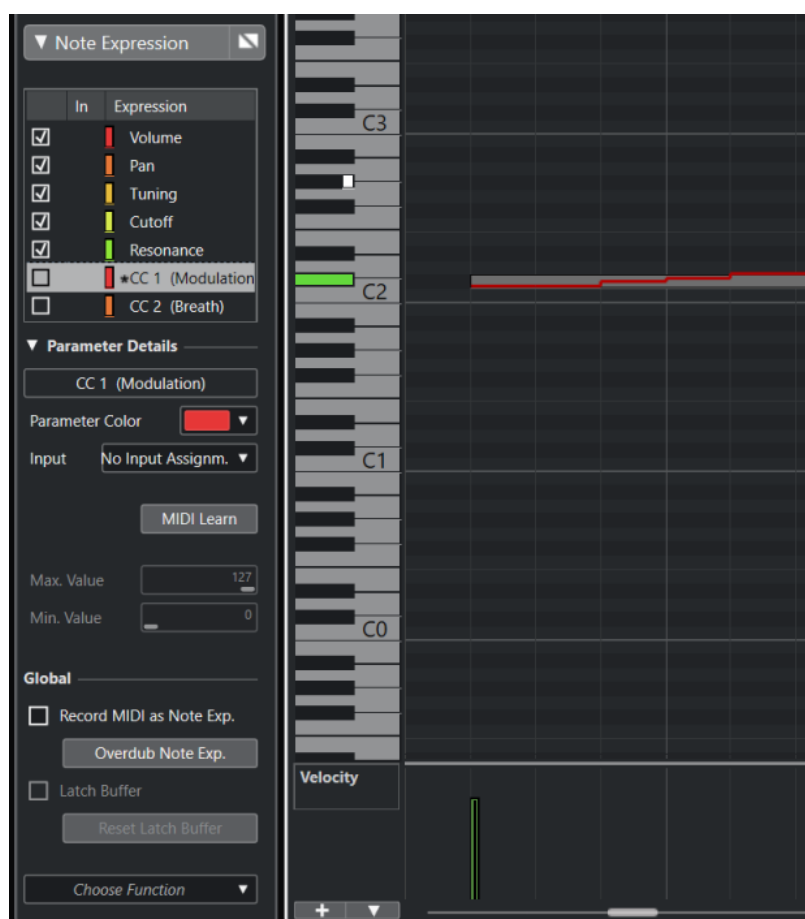 Note Expression
In Expression
Volume
Pan
Tuning
Cutoff
Resonance
★CC 1 (Modulation
CC 2 (Breath)
Parameter Details
CC 1 (Modulation)
Parameter Color
Input No Input Assignm.
MIDI Learn
Max. Value 127
Min. Value 0
Global
Record MIDI as Note Exp.
Overdub Note Exp.
Latch Buffer
Reset Latch Buffer
Choose Function
C3
C2
C1
C0
Velocity